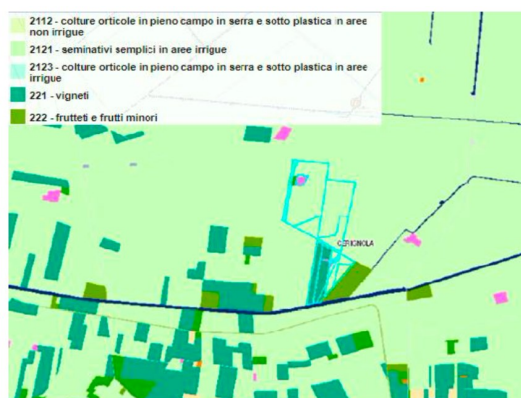 2112 - colture orticole in pieno campo in serra e sotto plastica in aree
non irrigue
2121 - seminativi semplici in aree irrigue
2123 - colture orticole in pieno campo in serra e sotto plastica in aree
irrigue
221 - vigneti
222 - frutteti e frutti minori
CERIGNOLA